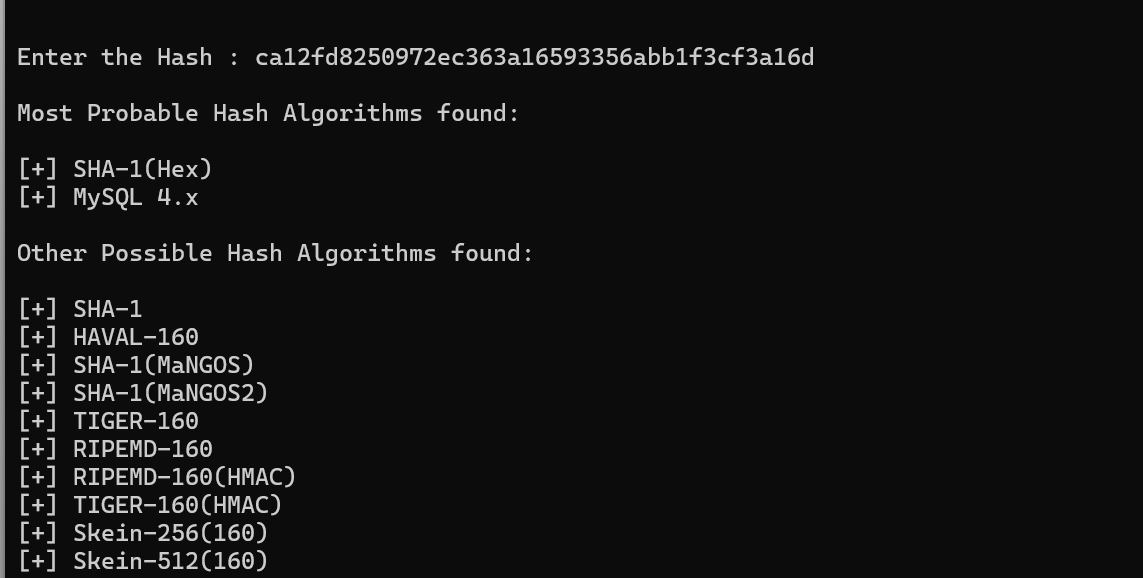 Enter the Hash : ca12fd8250972ec363a16593356abb1f3cf3a16d
Most Probable Hash Algorithms found:
[+] SHA-1(Hex)
[+] MySQL 4.x
Other Possible Hash Algorithms found:
[+] SHA-1
[+] HAVAL-160
[+] SHA-1(MaNGOS)
[+] SHA-1(MaNGOS2)
[+] TIGER-160
[+] RIPEMD-160
[+] RIPEMD-160(HMAC)
[+] TIGER-160(HMAC)
[+] Skein-256(160)
[+] Skein-512(160)